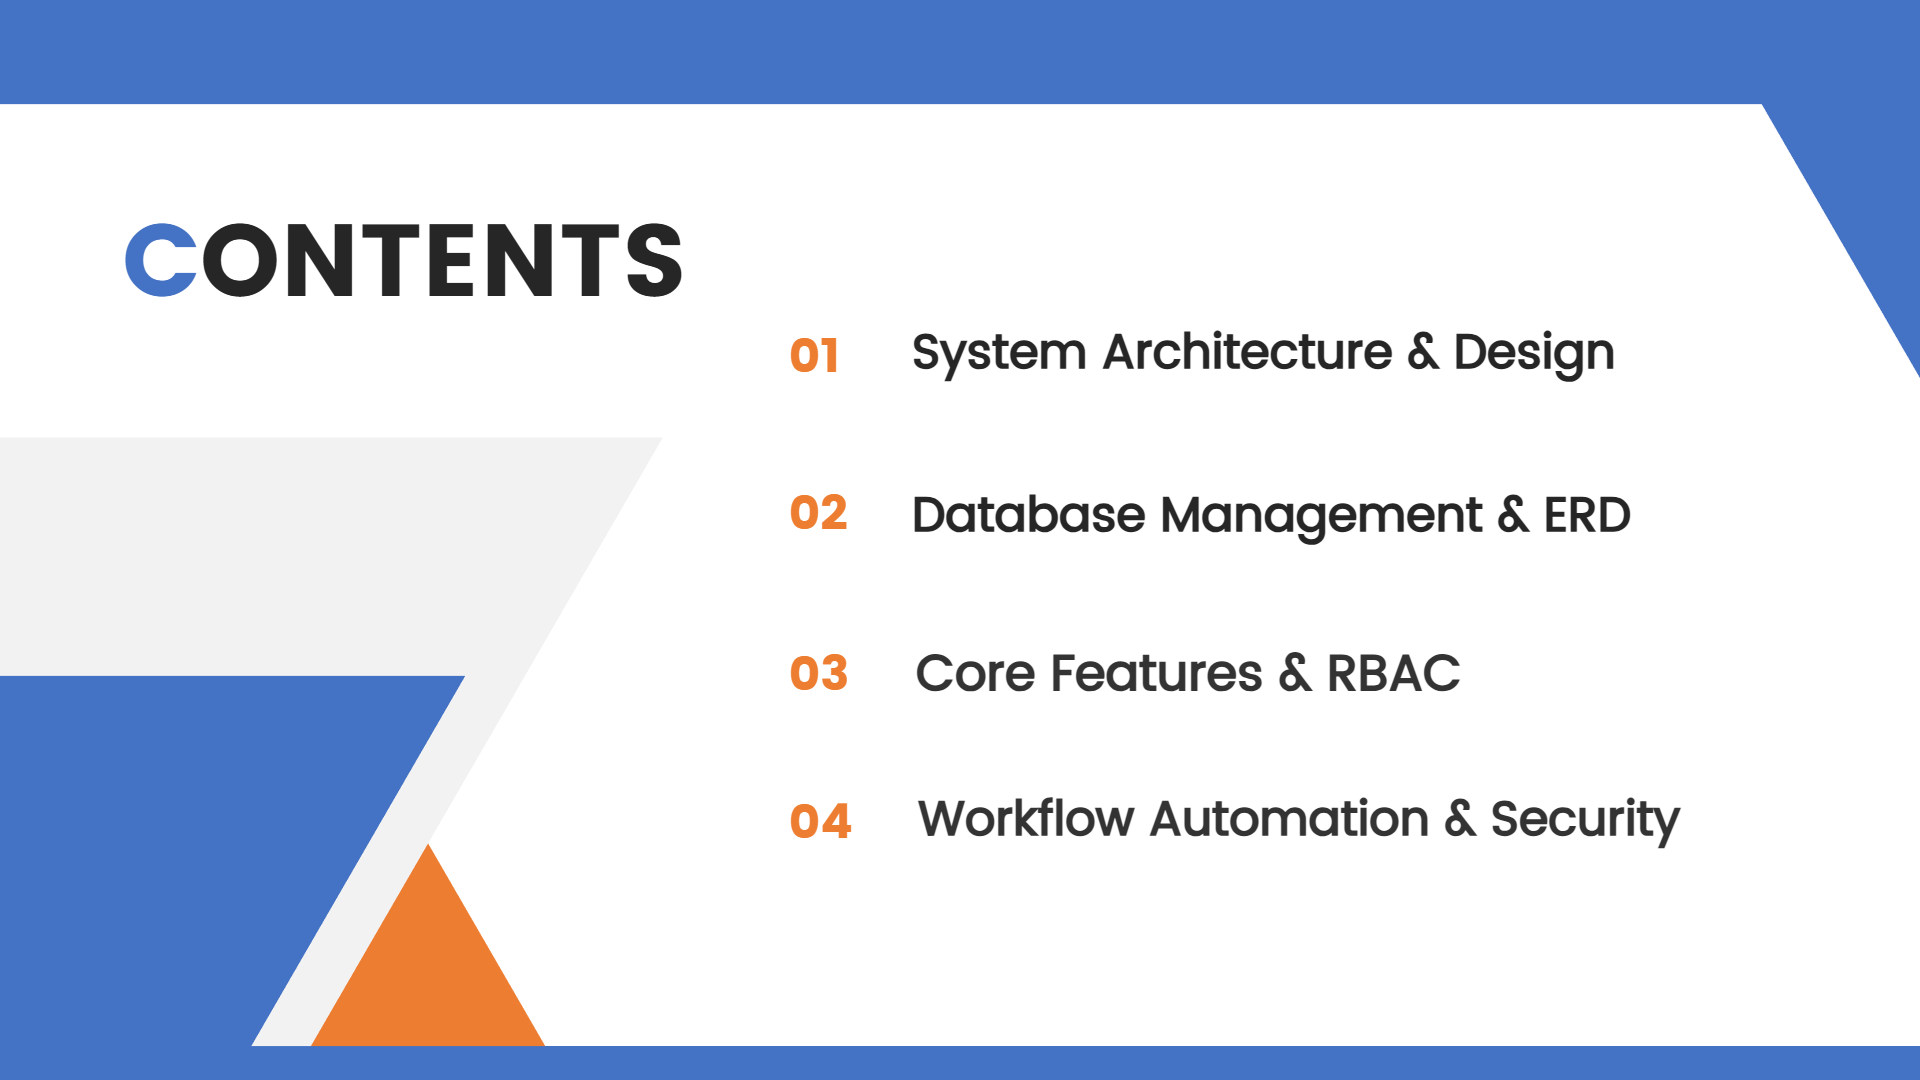 CONTENTS
01 System Architecture & Design
02 Database Management & ERD
03 Core Features & RBAC
04 Workflow Automation & Security